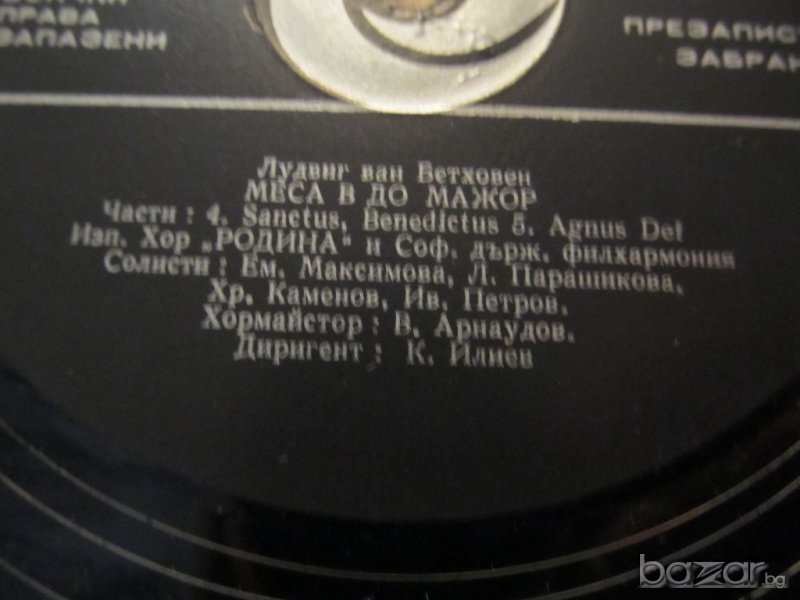 ПРАВА
ЗАПАЗЕНИ
ПРЕЗАПИС
ЗАБРАН
Лудвиг ван Бетховен
МЕСА В ДО МАЖОР
Части : 4. Sanctus, Benedictus 5. Agnus Dei
Изп. Хор „РОДИНА" и Соф. държ. филхармония
Солисти : Ем. Максимова, Л. Парашикова,
Хр. Каменов, Ив. Петров.
Хормайстор : В. Арнаудов.
Диригент : К. Илиев
bazar.bg